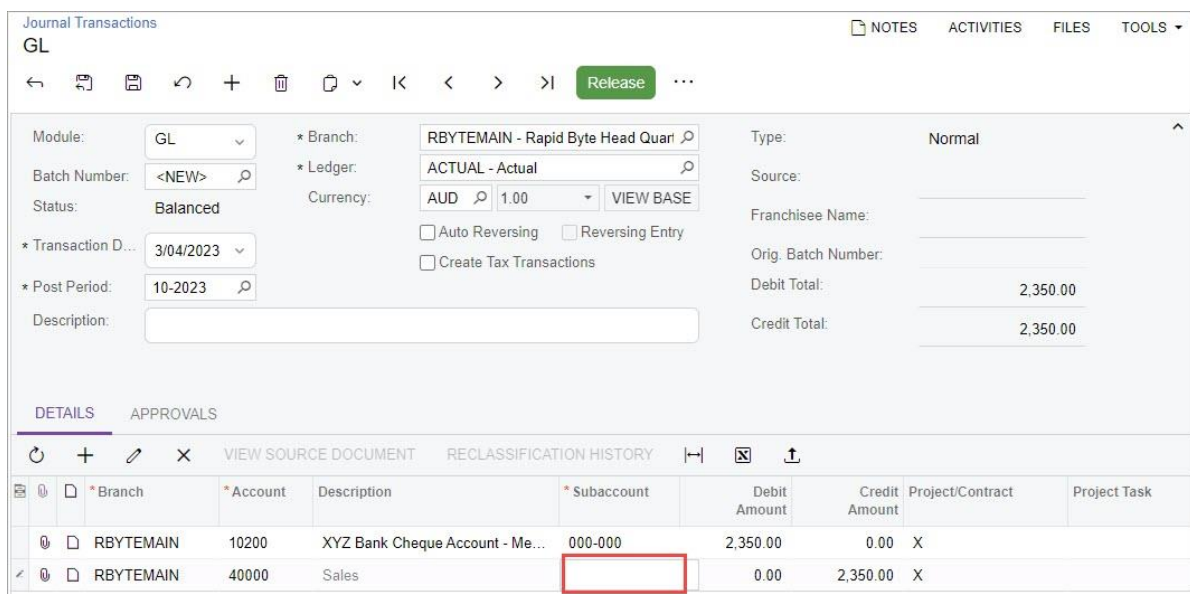 Journal Transactions
GL
NOTES ACTIVITIES FILES TOOLS
Release ...
Module: GL * Branch: RBYTEMAIN - Rapid Byte Head Quart Type: Normal
Batch Number: <NEW> * Ledger: ACTUAL - Actual Source:
Status: Balanced Currency: AUD 1.00 VIEW BASE Franchisee Name:
* Transaction D... 3/04/2023 Auto Reversing Reversing Entry Orig. Batch Number:
Create Tax Transactions
* Post Period: 10-2023 Debit Total: 2,350.00
Description: Credit Total: 2,350.00
DETAILS APPROVALS
VIEW SOURCE DOCUMENT RECLASSIFICATION HISTORY
* Branch * Account Description * Subaccount Debit Amount Credit Amount Project/Contract Project Task
RBYTEMAIN 10200 XYZ Bank Cheque Account - Me... 000-000 2,350.00 0.00 X
RBYTEMAIN 40000 Sales 0.00 2,350.00 X